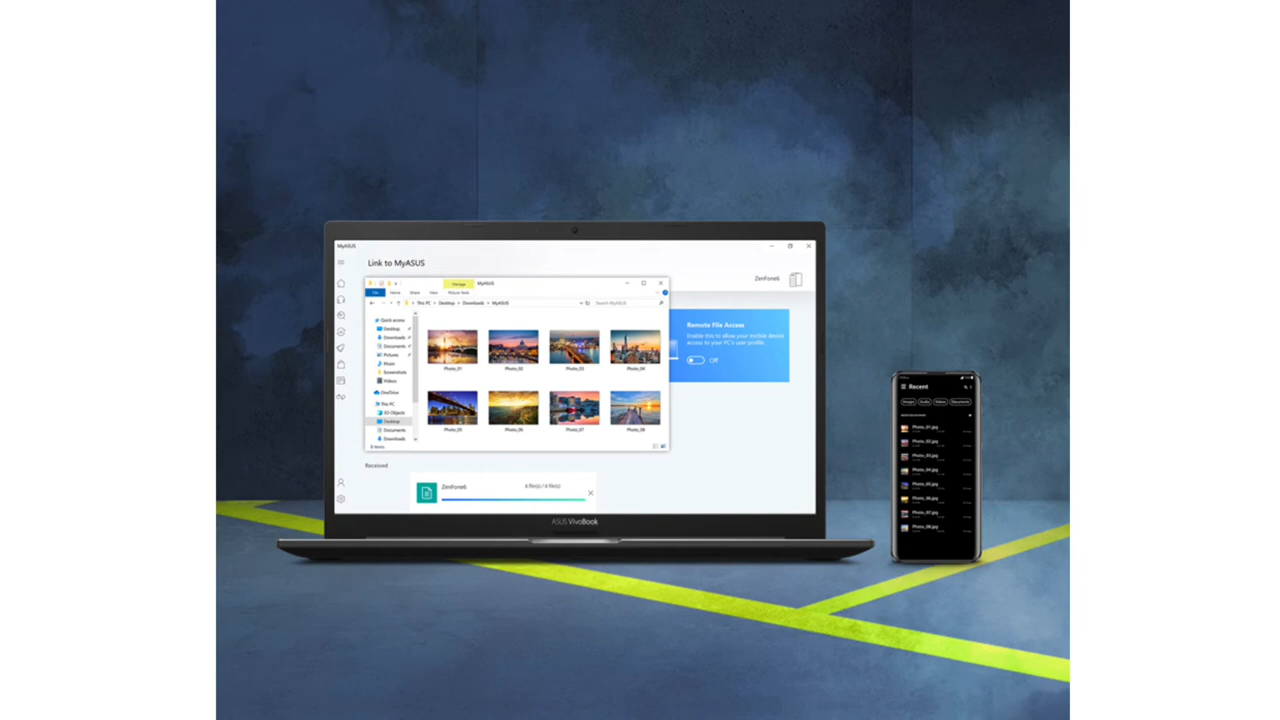 MyASUS
Link to MyASUS
ZenFone6
Manage
MyASUS
File
Home
Share
View
Picture Tools
This PC
Desktop
Downloads
MyASUS
Search MyASUS
Quick access
Desktop
Downloads
Documents
Pictures
Music
Screenshots
Videos
OneDrive
This PC
3D Objects
Desktop
Documents
Downloads
8 items
Photo_01
Photo_02
Photo_03
Photo_04
Photo_05
Photo_06
Photo_07
Photo_08
Remote File Access
Enable this to allow your mobile device
access to your PC's user profile.
Off
Received
ZenFone6
8 file(s) / 8 file(s)
ASUS VivoBook
Recent
Images
Audio
Videos
Documents
Photo_01.jpg
Photo_02.jpg
Photo_03.jpg
Photo_04.jpg
Photo_05.jpg
Photo_06.jpg
Photo_07.jpg
Photo_08.jpg